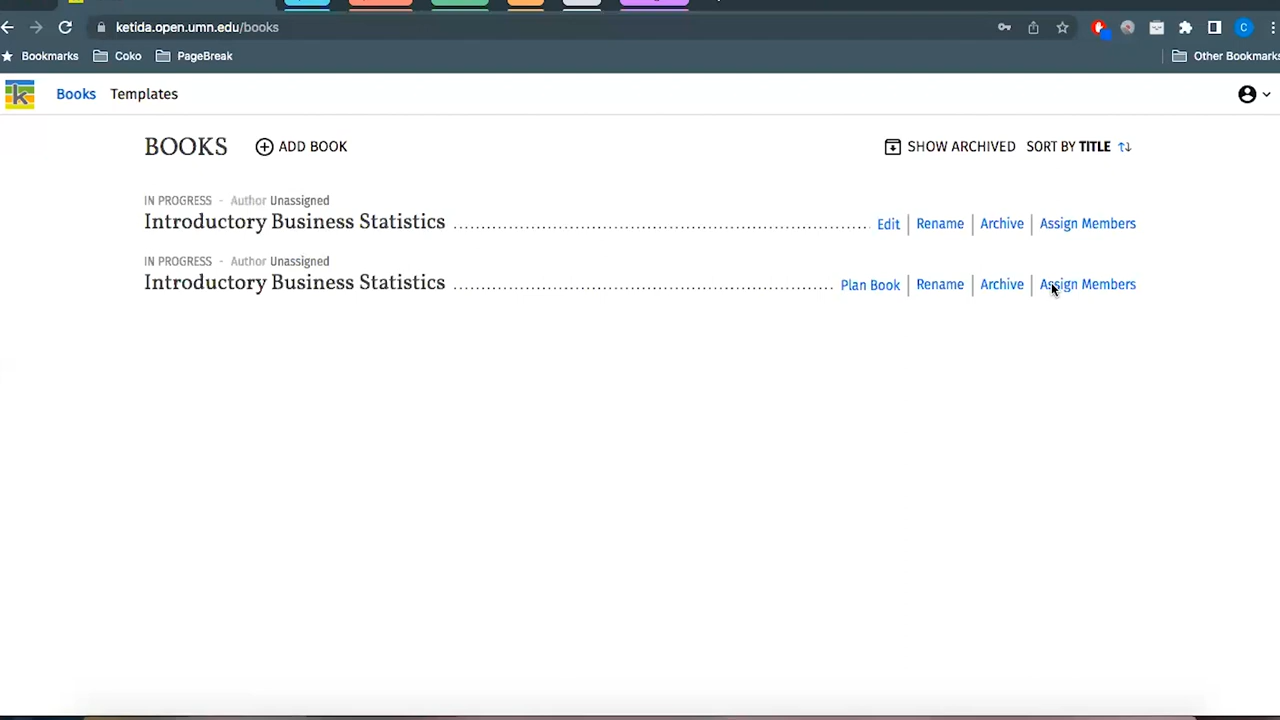 ketida.open.umn.edu/books
C
Bookmarks Coko PageBreak Other Bookmarks
k Books Templates
BOOKS ADD BOOK SHOW ARCHIVED SORT BY TITLE
IN PROGRESS - Author Unassigned
Introductory Business Statistics Edit | Rename | Archive | Assign Members
IN PROGRESS - Author Unassigned
Introductory Business Statistics Plan Book | Rename | Archive | Assign Members